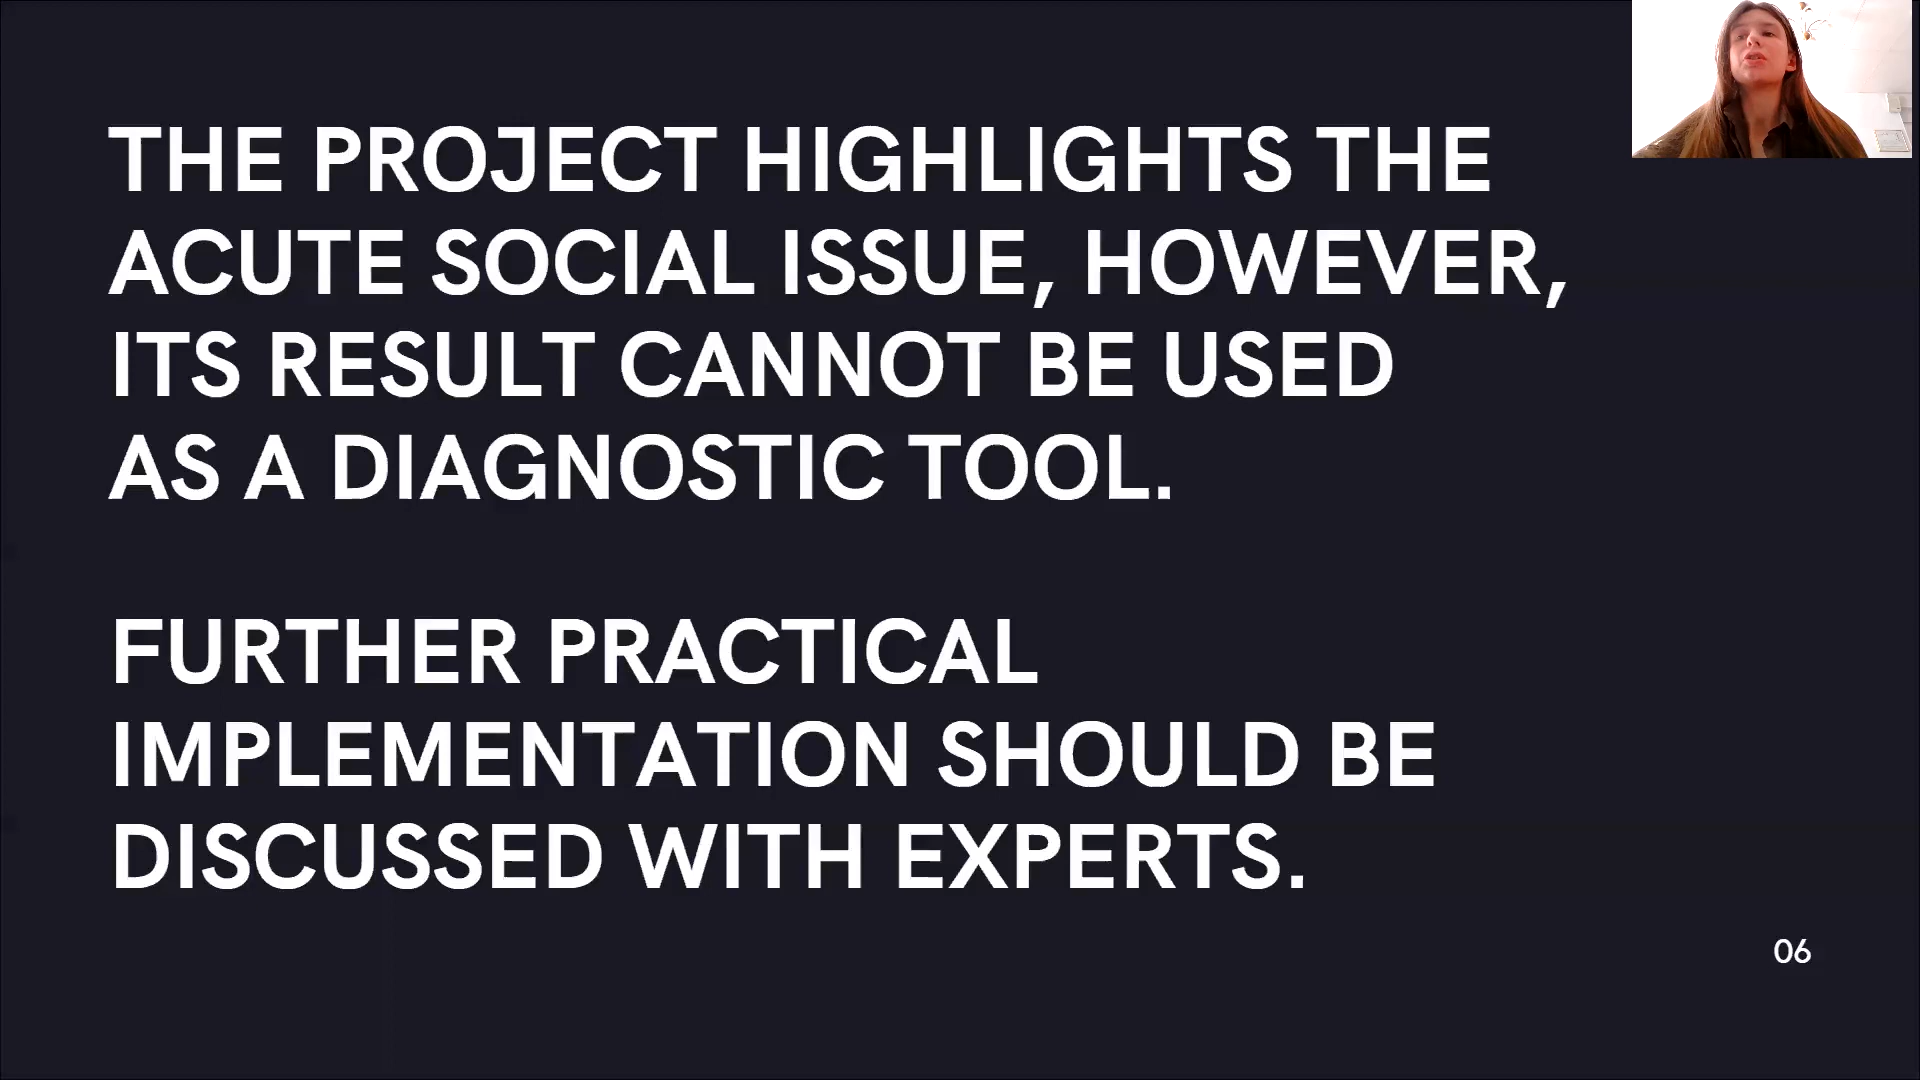 THE PROJECT HIGHLIGHTS THE
ACUTE SOCIAL ISSUE, HOWEVER,
ITS RESULT CANNOT BE USED
AS A DIAGNOSTIC TOOL.
FURTHER PRACTICAL
IMPLEMENTATION SHOULD BE
DISCUSSED WITH EXPERTS.
06